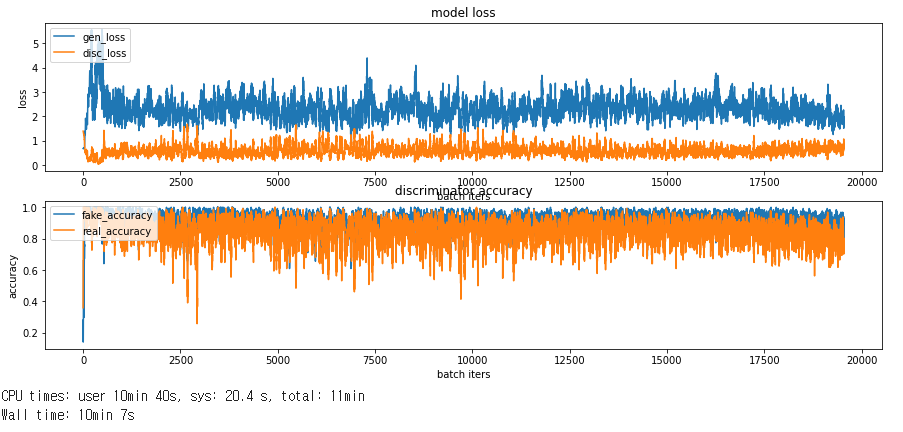 model loss
gen_loss
disc_loss
loss
5
4
3
2
1
0
0 2500 5000 7500 10000 12500 15000 17500 20000
batch iters
discriminator accuracy
fake_accuracy
real_accuracy
accuracy
1.0
0.8
0.6
0.4
0.2
0 2500 5000 7500 10000 12500 15000 17500 20000
batch iters
CPU times: user 10min 40s, sys: 20.4 s, total: 11min
Wall time: 10min 7s